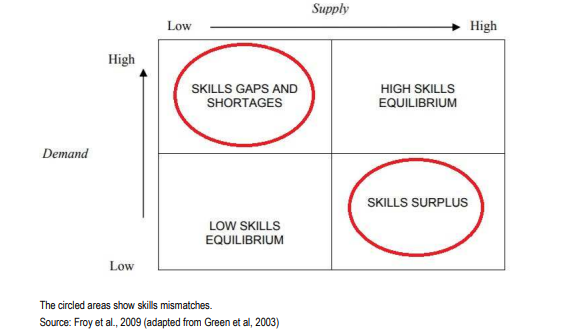 Supply
Low
High
High
SKILLS GAPS AND
SHORTAGES
HIGH SKILLS
EQUILIBRIUM
Demand
SKILLS SURPLUS
LOW SKILLS
EQUILIBRIUM
Low
The circled areas show skills mismatches.
Source: Froy et al., 2009 (adapted from Green et al, 2003)